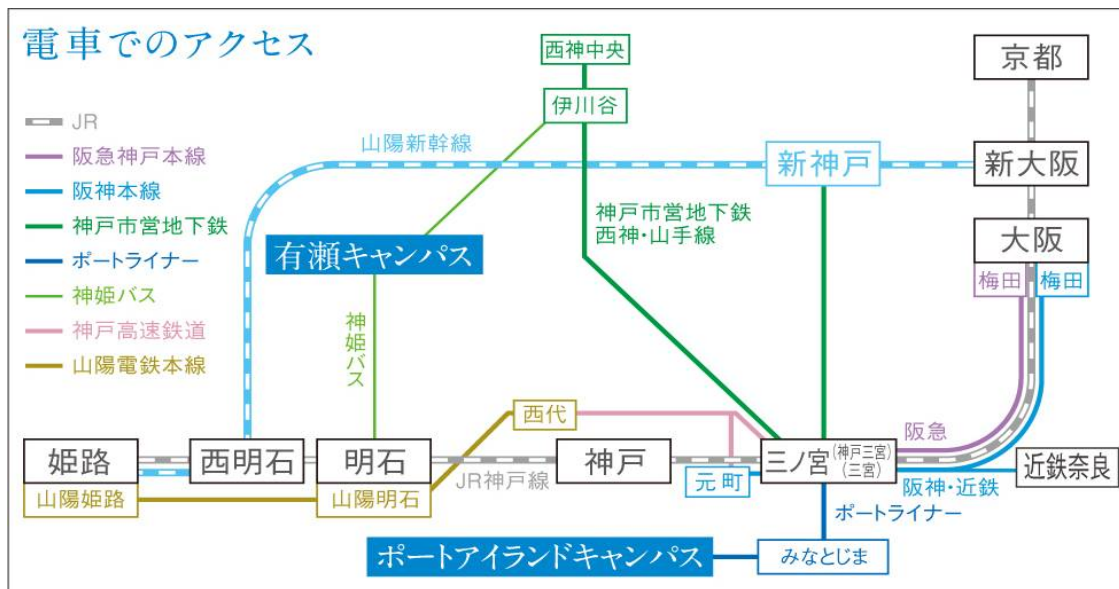 電車でのアクセス
JR
阪急神戸本線
阪神本線
神戸市営地下鉄
ポートライナー
神姫バス
神戸高速鉄道
山陽電鉄本線
西神中央
伊川谷
山陽新幹線
新神戸
京都
新大阪
大阪
梅田
梅田
神戸市営地下鉄
西神・山手線
有瀬キャンパス
神姫バス
西代
阪急
姫路
西明石
明石
神戸
三ノ宮(神戸三宮)
(三宮)
近鉄奈良
山陽姫路
山陽明石
JR神戸線
元町
阪神・近鉄
ポートライナー
ポートアイランドキャンパス
みなとじま